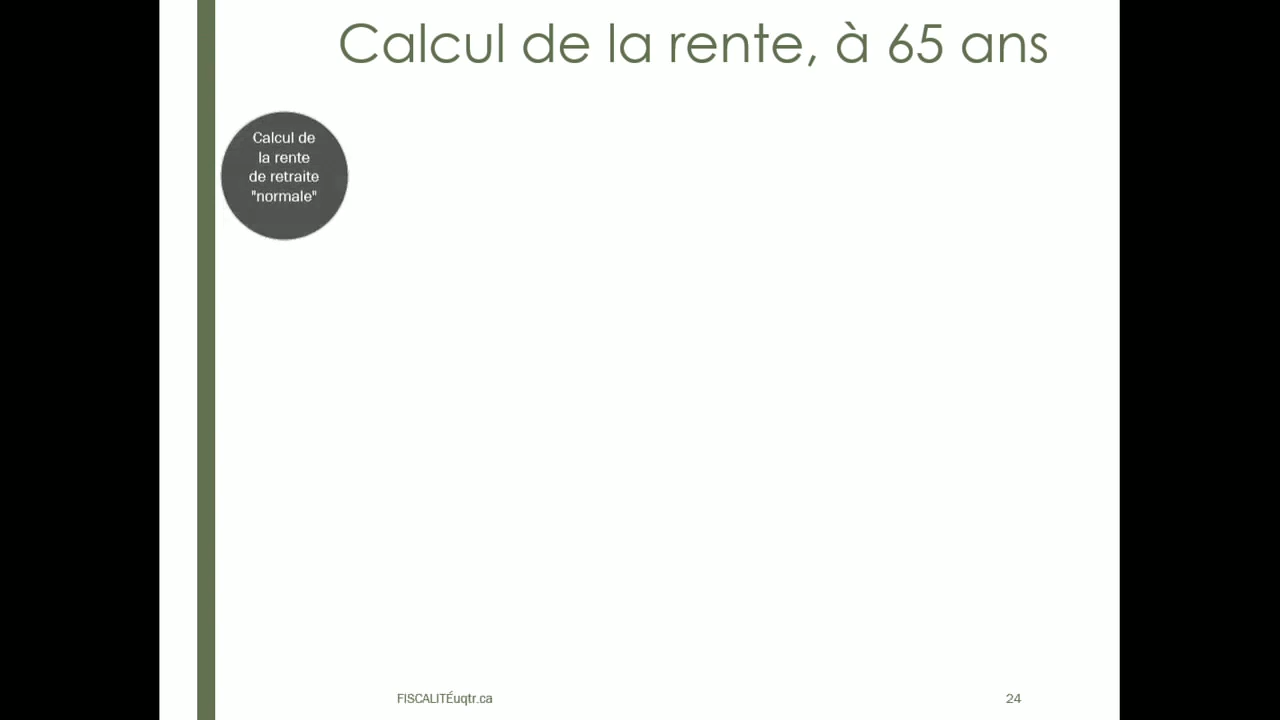 Calcul de la rente, à 65 ans
Calcul de
la rente
de retraite
"normale"
FISCALITÉuqtr.ca
24